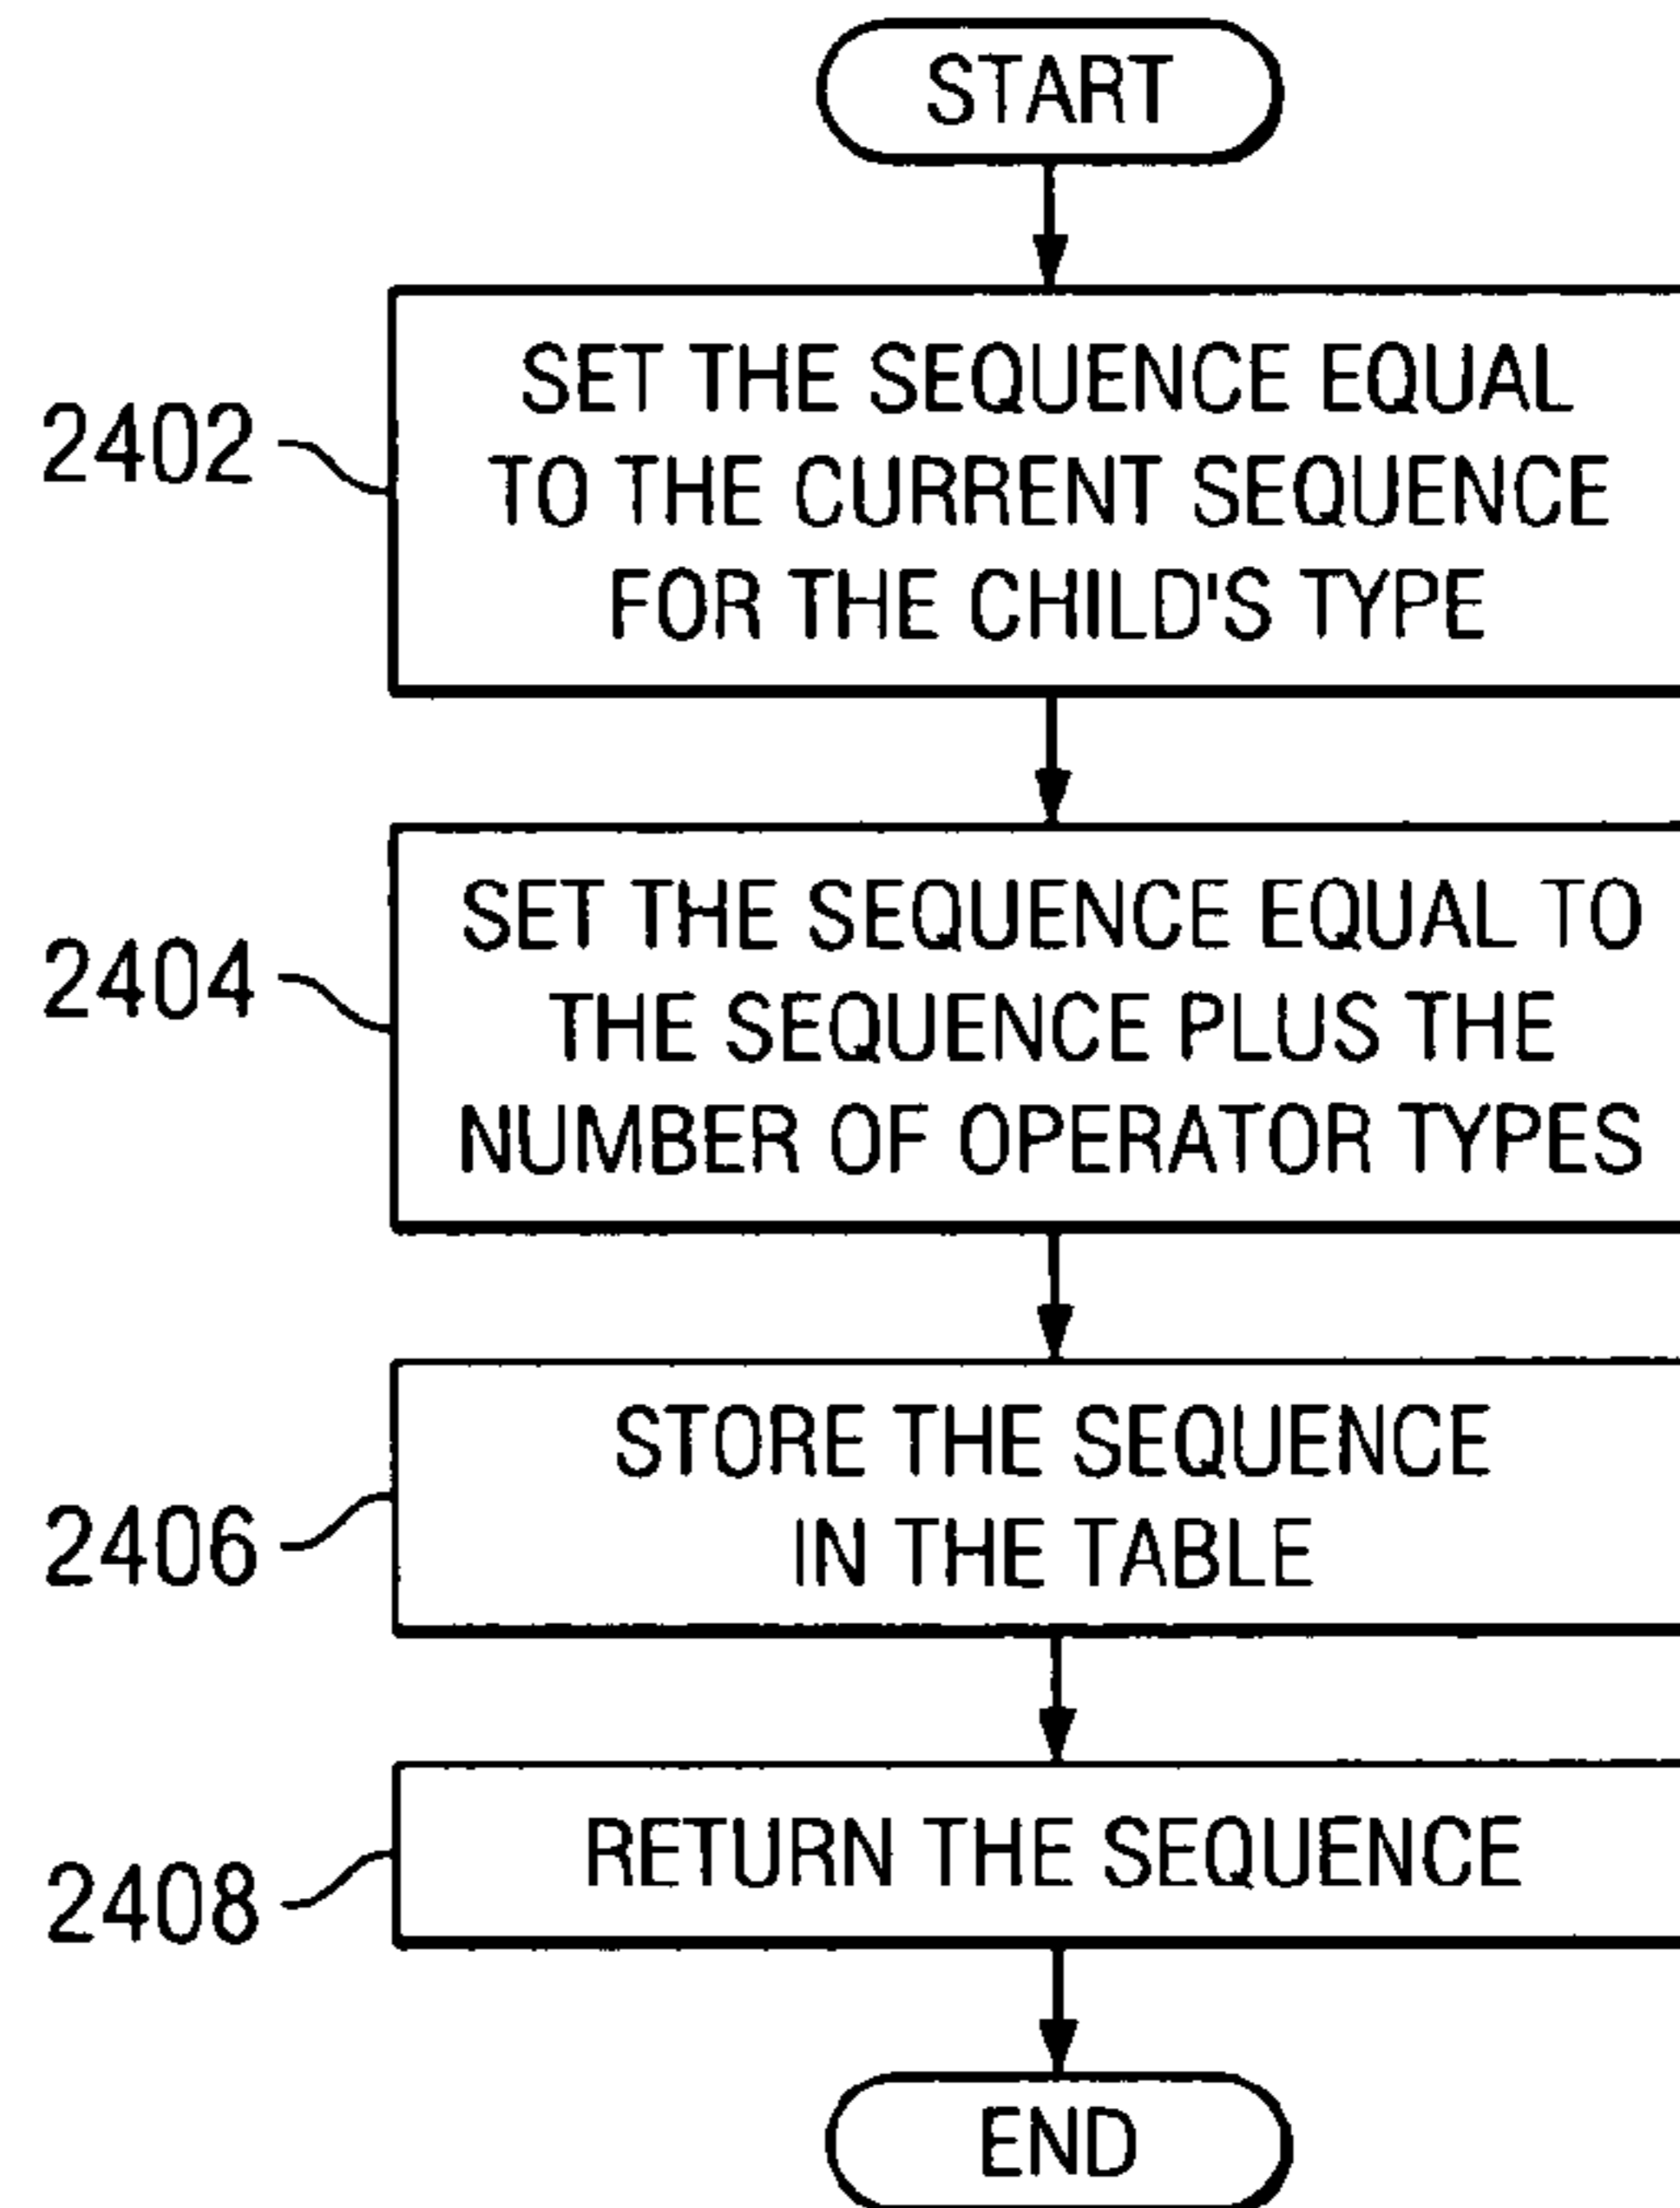 START
2402
SET THE SEQUENCE EQUAL
TO THE CURRENT SEQUENCE
FOR THE CHILD'S TYPE
2404
SET THE SEQUENCE EQUAL TO
THE SEQUENCE PLUS THE
NUMBER OF OPERATOR TYPES
2406
STORE THE SEQUENCE
IN THE TABLE
2408
RETURN THE SEQUENCE
END